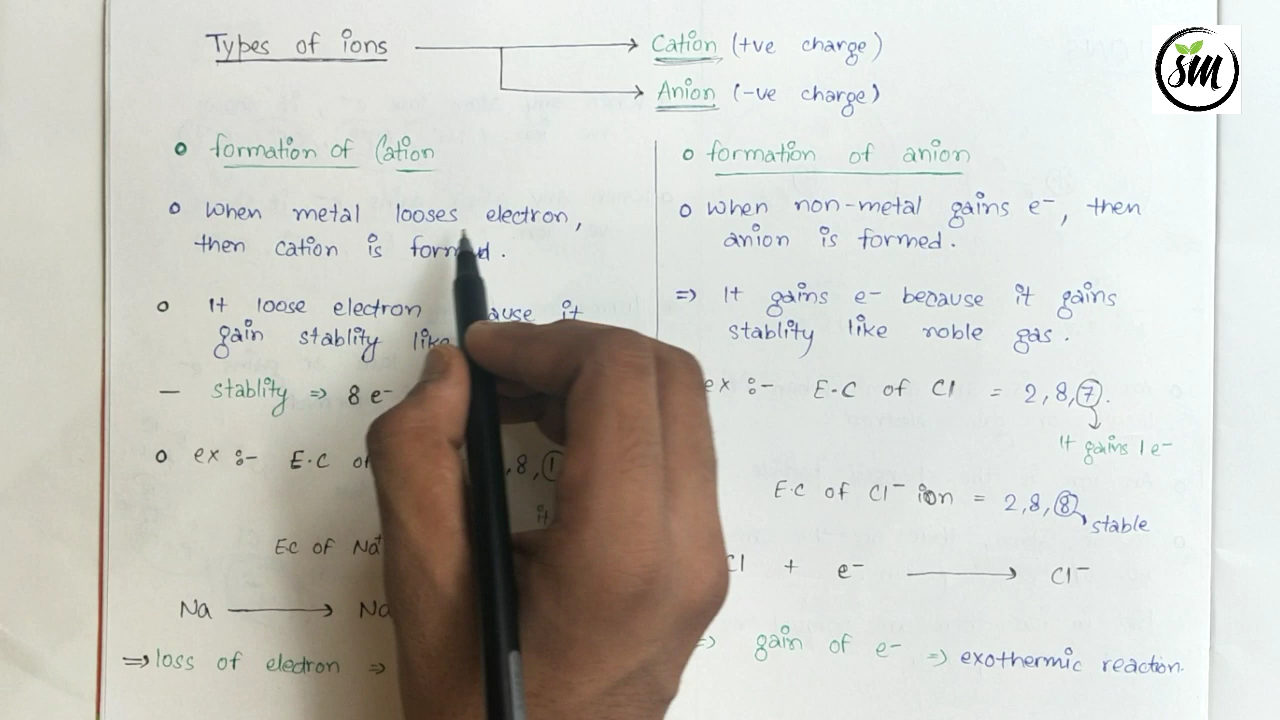 Types of ions
Cation (+ve charge)
Anion (-ve charge)
sm
formation of Cation
when metal looses electron,
then cation is formed.
It loose electron
gain stablity like
— stablity ⇒ 8 e-
ex :- E.C of ,8,1
it
Ec of Na+
Na ⟶ Na
⇒ loss of electron ⇒
formation of anion
when non-metal gains e-, then
anion is formed.
⇒ It gains e- because it gains
stablity like noble gas.
ex :- E.C of Cl = 2,8,7.
It gains 1 e-
E.C of Cl- ion = 2,8,8
stable
Cl + e- ⟶ Cl-
⇒ gain of e- ⇒ exothermic reaction.